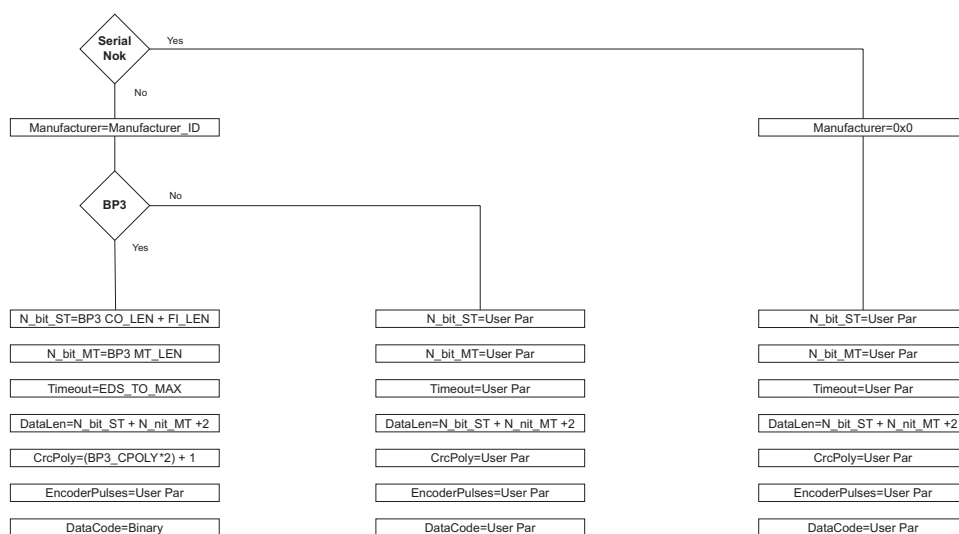 Serial
Nok
Yes
No
Manufacturer=Manufacturer_ID
Manufacturer=0x0
BP3
No
Yes
N_bit_ST=BP3 CO_LEN + FI_LEN
N_bit_ST=User Par
N_bit_ST=User Par
N_bit_MT=BP3 MT_LEN
N_bit_MT=User Par
N_bit_MT=User Par
Timeout=EDS_TO_MAX
Timeout=User Par
Timeout=User Par
DataLen=N_bit_ST + N_nit_MT +2
DataLen=N_bit_ST + N_nit_MT +2
DataLen=N_bit_ST + N_nit_MT +2
CrcPoly=(BP3_CPOLY*2) + 1
CrcPoly=User Par
CrcPoly=User Par
EncoderPulses=User Par
EncoderPulses=User Par
EncoderPulses=User Par
DataCode=Binary
DataCode=User Par
DataCode=User Par